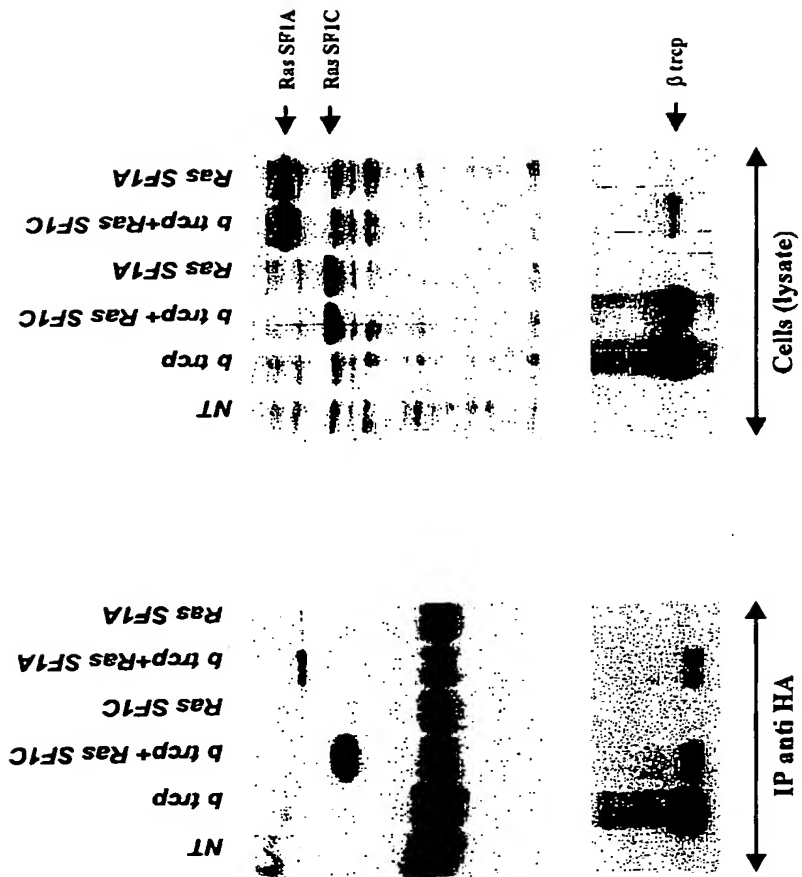 NT
b trcp
b trcp+ Ras SF1C
Ras SF1C
b trcp+Ras SF1A
Ras SF1A
NT
b trcp
b trcp+ Ras SF1C
Ras SF1A
b trcp+Ras SF1C
Ras SF1A
Ras SF1A
Ras SF1C
β trcp
IP anti HA
Cells (lysate)